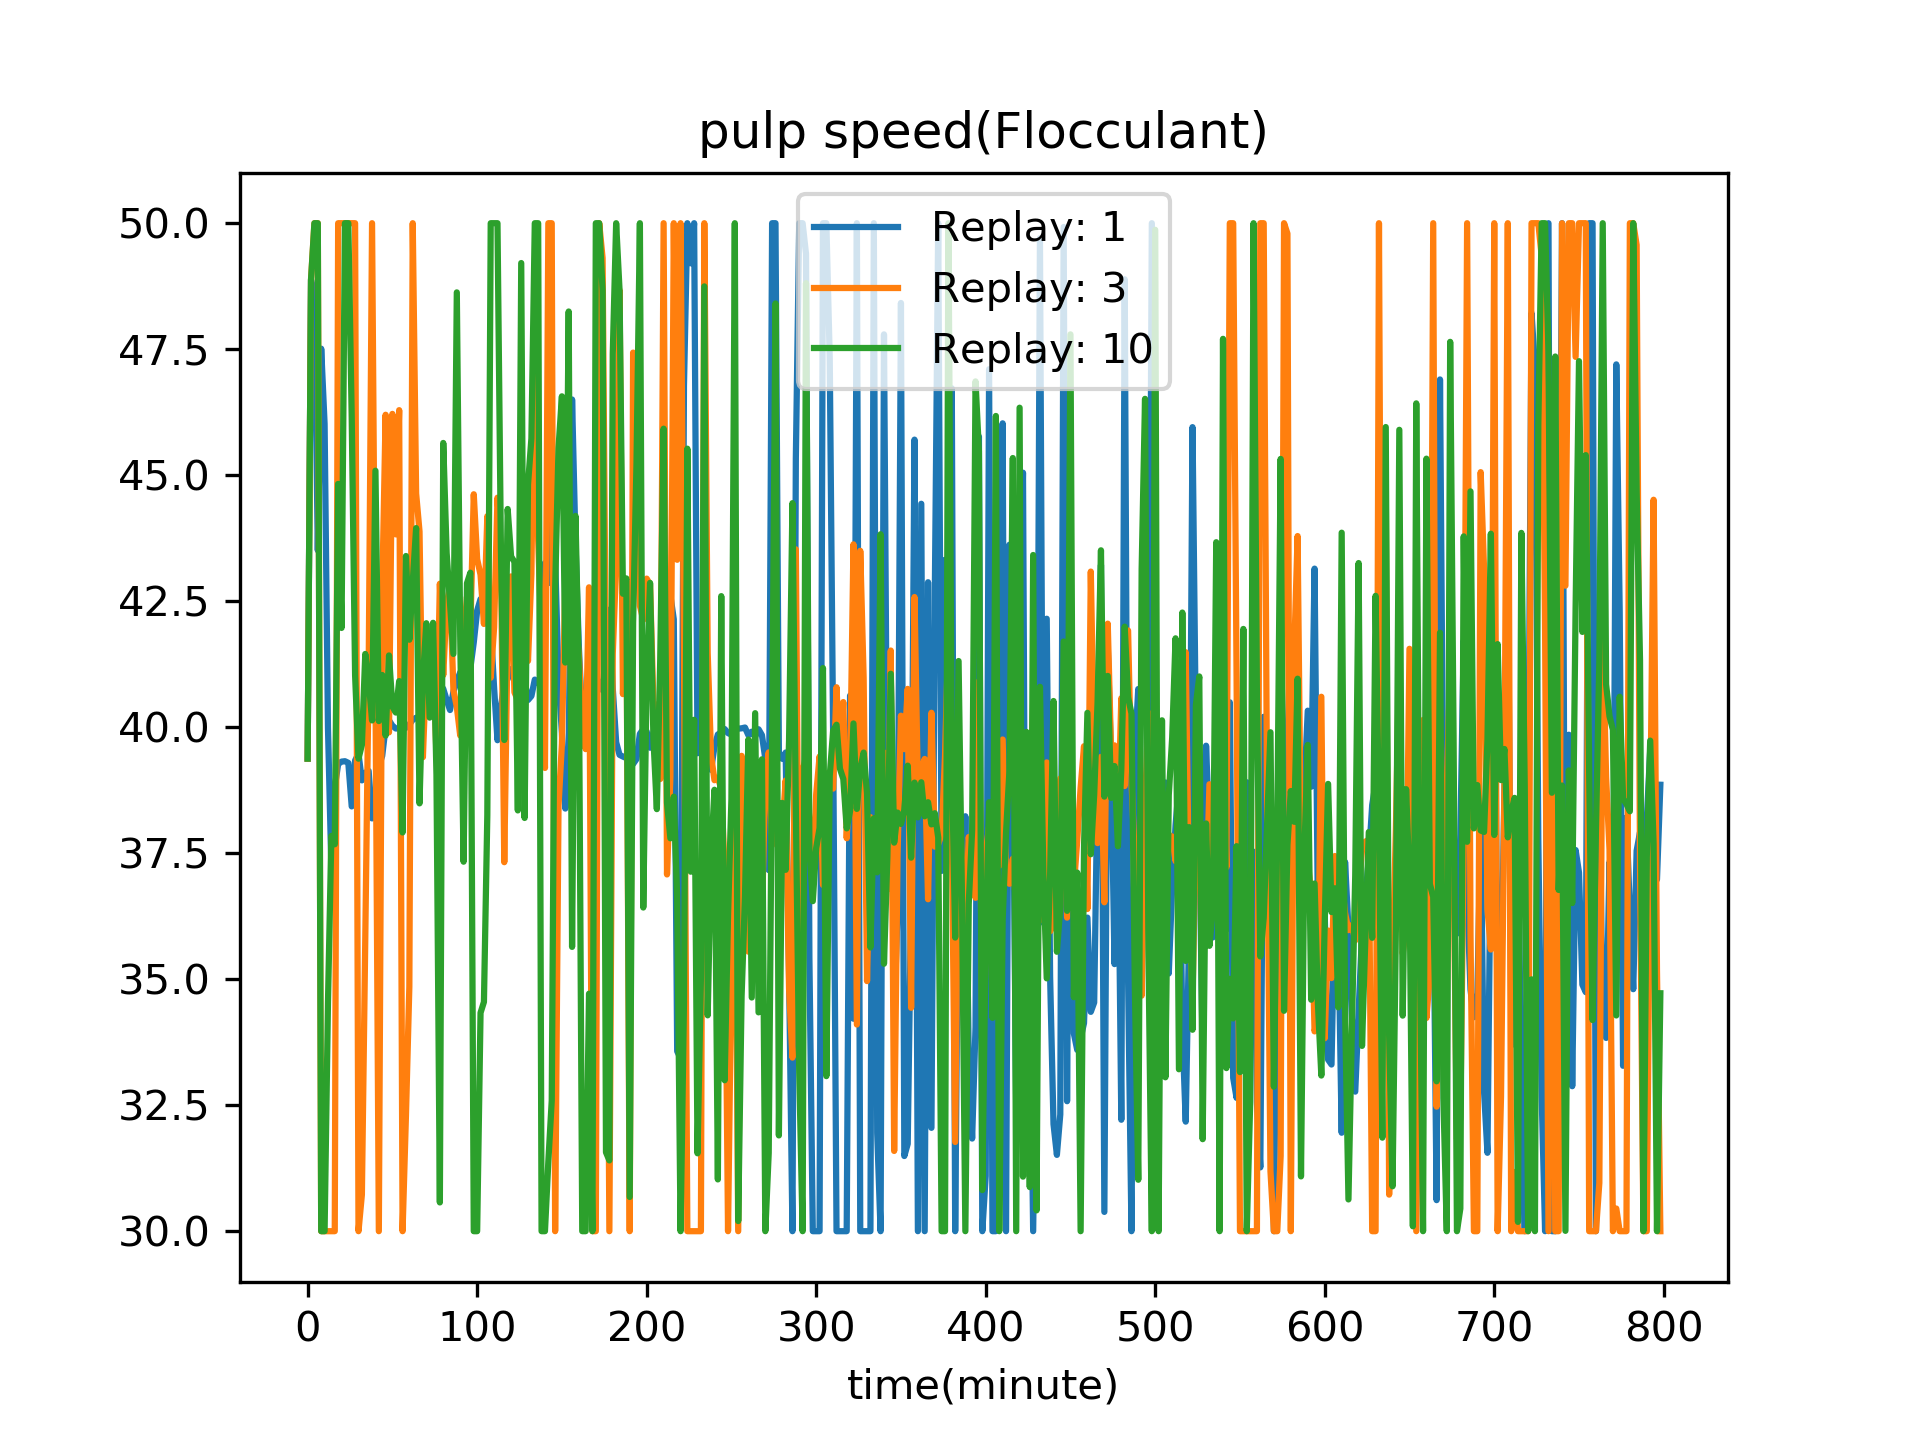 pulp speed(Flocculant)
Replay: 1
Replay: 3
Replay: 10
50.0
47.5
45.0
42.5
40.0
37.5
35.0
32.5
30.0
0 100 200 300 400 500 600 700 800
time(minute)